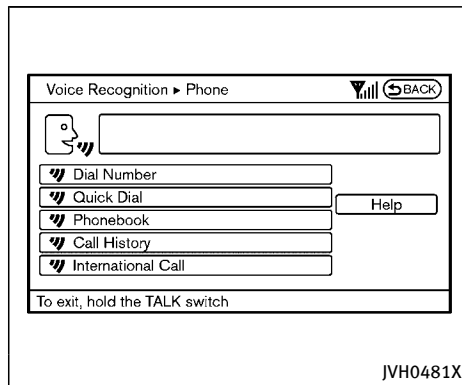 Voice Recognition ▸ Phone BACK
Dial Number
Quick Dial
Help
Phonebook
Call History
International Call
To exit, hold the TALK switch
JVH0481X